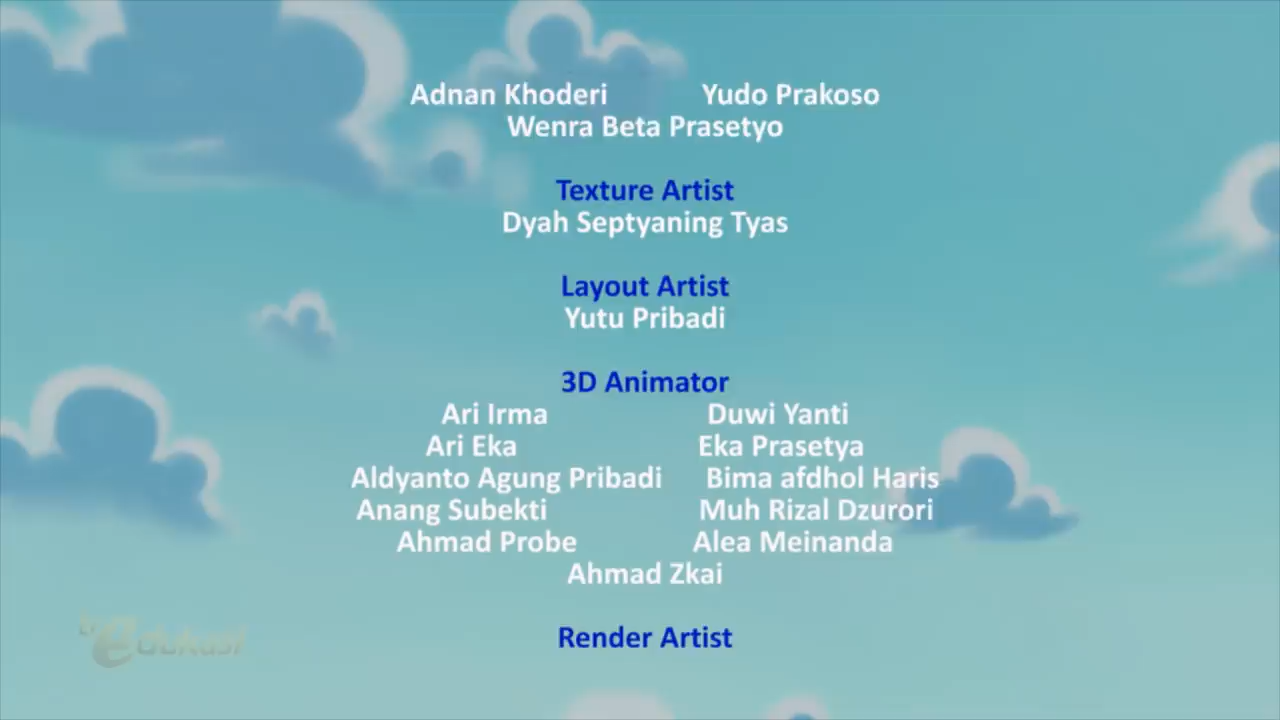 Adnan Khoderi Yudo Prakoso
Wenra Beta Prasetyo
Texture Artist
Dyah Septyaning Tyas
Layout Artist
Yutu Pribadi
3D Animator
Ari Irma Duwi Yanti
Ari Eka Eka Prasetya
Aldyanto Agung Pribadi Bima afdhol Haris
Anang Subekti Muh Rizal Dzurori
Ahmad Probe Alea Meinanda
Ahmad Zkai
Render Artist
tv edukasi